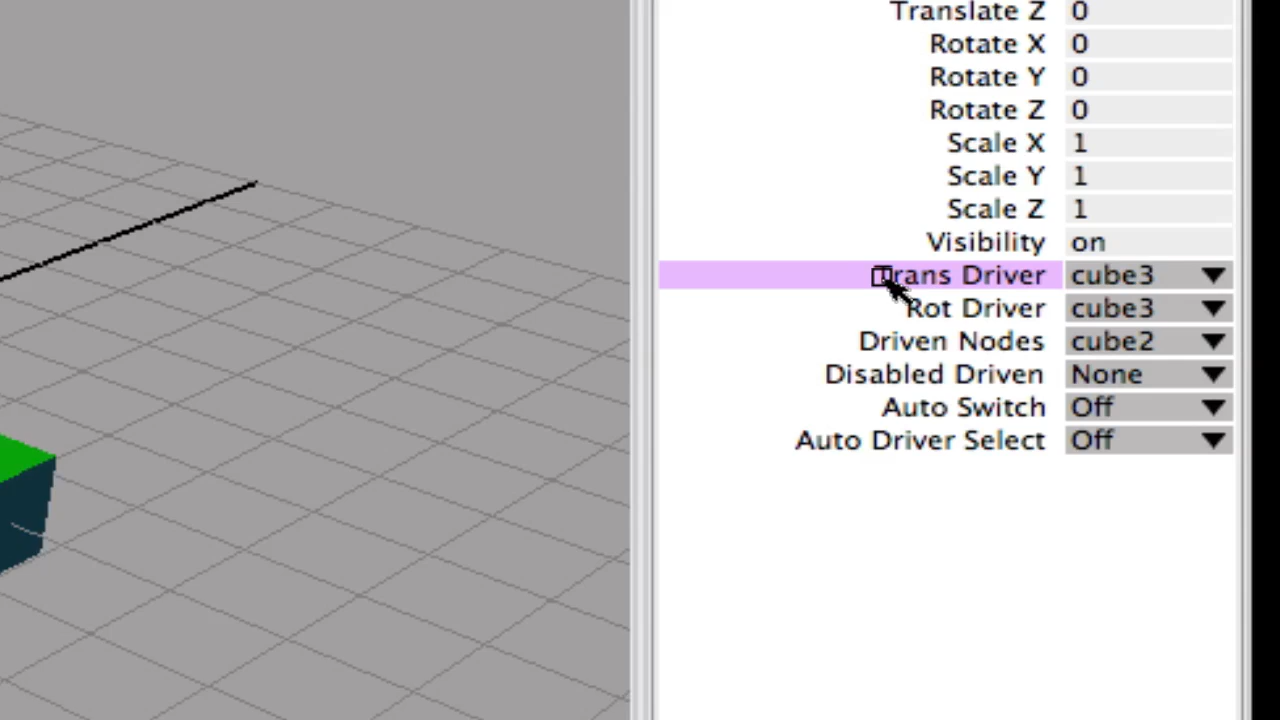 Translate Z 0
Rotate X 0
Rotate Y 0
Rotate Z 0
Scale X 1
Scale Y 1
Scale Z 1
Visibility on
Trans Driver cube3
Rot Driver cube3
Driven Nodes cube2
Disabled Driven None
Auto Switch Off
Auto Driver Select Off